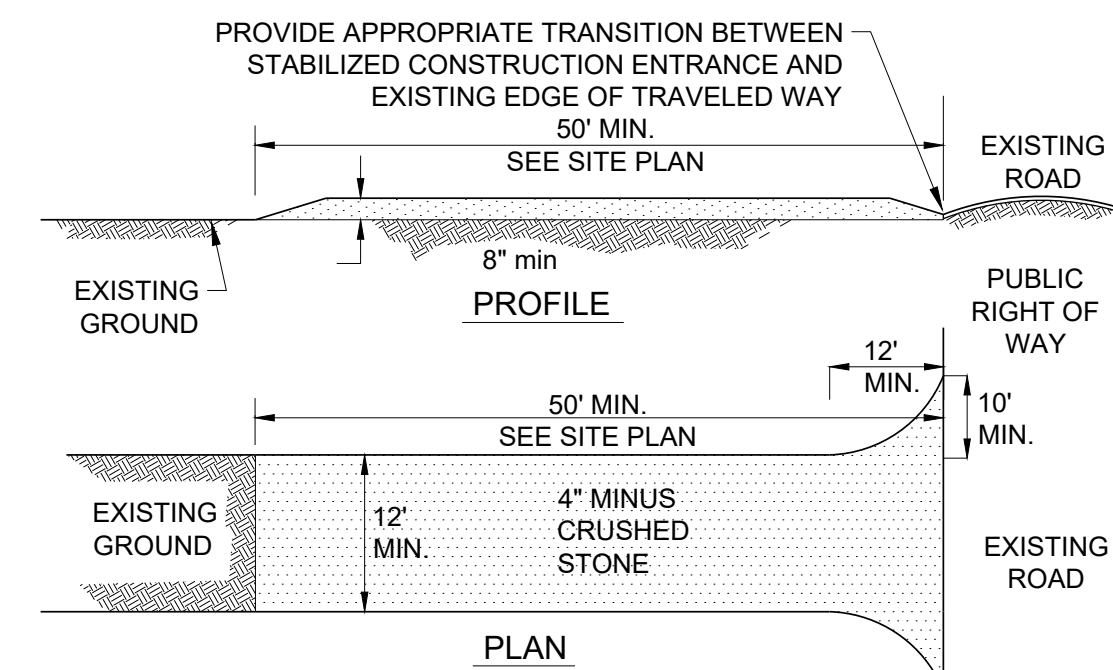 PROVIDE APPROPRIATE TRANSITION BETWEEN
STABILIZED CONSTRUCTION ENTRANCE AND
EXISTING EDGE OF TRAVELED WAY
50' MIN.
SEE SITE PLAN
EXISTING
ROAD
8" min
EXISTING
GROUND
PROFILE
PUBLIC
RIGHT OF
WAY
12'
MIN.
50' MIN.
SEE SITE PLAN
10'
MIN.
EXISTING
GROUND
12'
MIN.
4" MINUS
CRUSHED
STONE
EXISTING
ROAD
PLAN